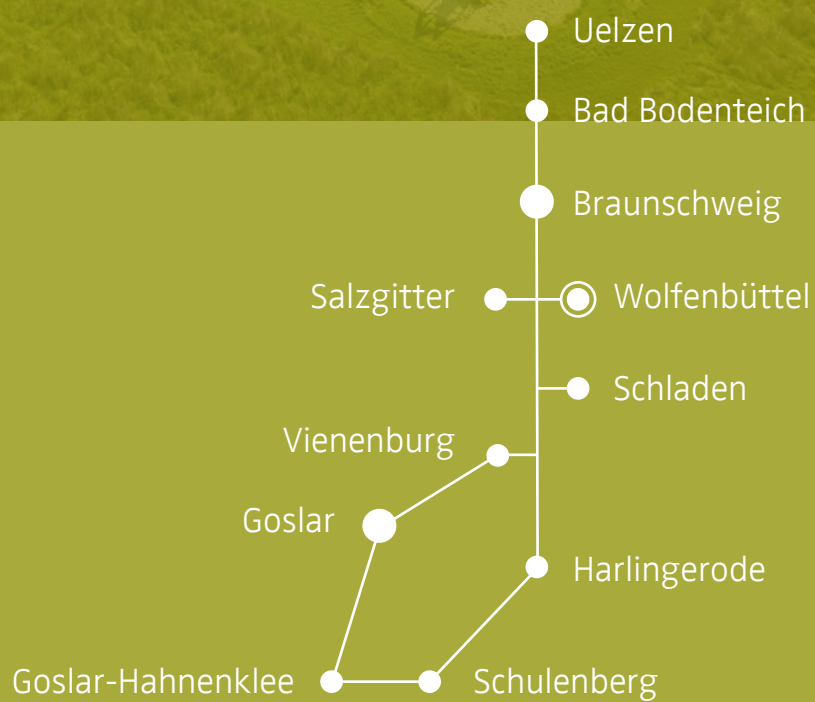 Uelzen
Bad Bodenteich
Braunschweig
Salzgitter
Wolfenbüttel
Schladen
Vienenburg
Goslar
Harlingerode
Goslar-Hahnenklee
Schulenberg